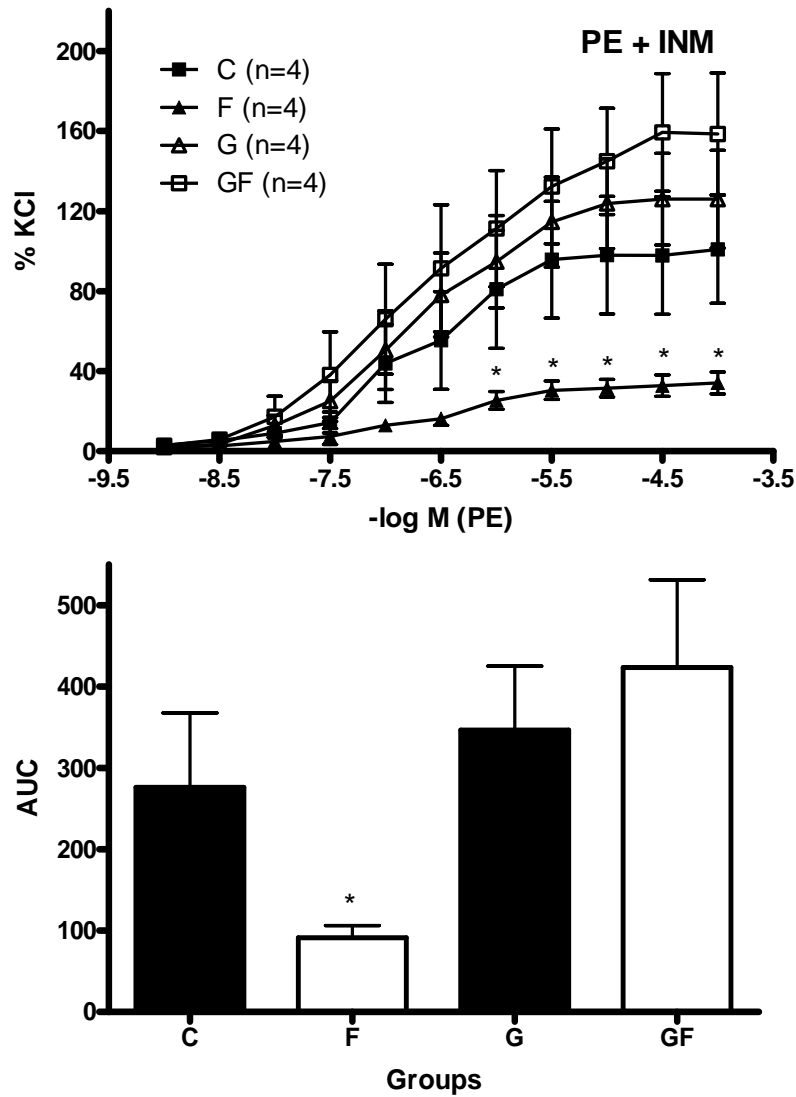 PE + INM
C (n=4)
F (n=4)
G (n=4)
GF (n=4)
% KCl
200
160
120
80
40
0
* * * * *
-9.5 -8.5 -7.5 -6.5 -5.5 -4.5 -3.5
-log M (PE)
AUC
500
400
300
200
100
0
*
C F G GF
Groups